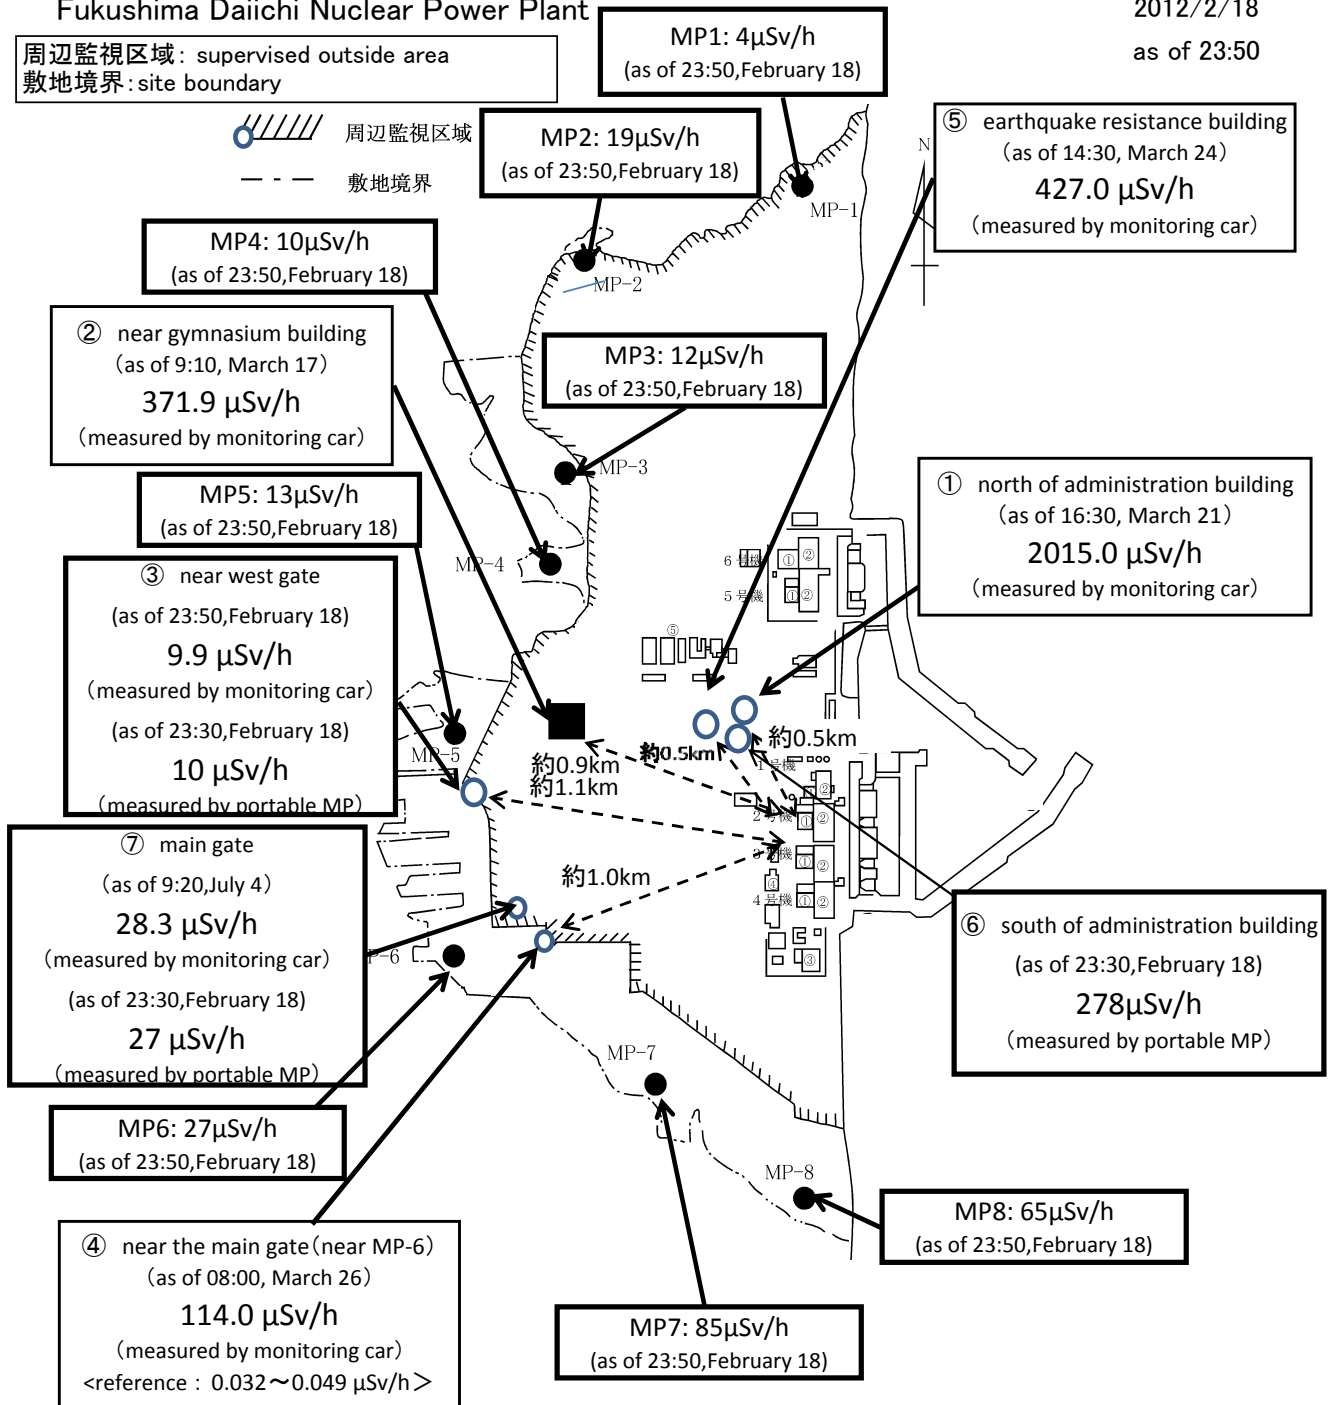 Fukushima Daiichi Nuclear Power Plant
2012/2/18
as of 23:50
周辺監視区域: supervised outside area
敷地境界:site boundary
周辺監視区域
敷地境界
MP1: 4μSv/h
(as of 23:50,February 18)
MP2: 19μSv/h
(as of 23:50,February 18)
⑤ earthquake resistance building
(as of 14:30, March 24)
427.0 μSv/h
(measured by monitoring car)
N
MP-1
MP4: 10μSv/h
(as of 23:50,February 18)
MP-2
② near gymnasium building
(as of 9:10, March 17)
371.9 μSv/h
(measured by monitoring car)
MP3: 12μSv/h
(as of 23:50,February 18)
MP-3
① north of administration building
(as of 16:30, March 21)
2015.0 μSv/h
(measured by monitoring car)
MP5: 13μSv/h
(as of 23:50,February 18)
MP-4
6号機
① ②
5号機
① ②
⑤
③ near west gate
(as of 23:50,February 18)
9.9 μSv/h
(measured by monitoring car)
(as of 23:30,February 18)
10 μSv/h
(measured by portable MP)
MP-5
約0.9km
約1.1km
約0.5km
約0.5km
1号機
②
2号機
① ②
3号機
① ②
④
4号機
① ②
③
約1.0km
⑦ main gate
(as of 9:20,July 4)
28.3 μSv/h
(measured by monitoring car)
(as of 23:30,February 18)
27 μSv/h
(measured by portable MP)
P-6
⑥ south of administration building
(as of 23:30,February 18)
278μSv/h
(measured by portable MP)
MP-7
MP6: 27μSv/h
(as of 23:50,February 18)
MP-8
MP8: 65μSv/h
(as of 23:50,February 18)
④ near the main gate(near MP-6)
(as of 08:00, March 26)
114.0 μSv/h
(measured by monitoring car)
<reference : 0.032～0.049 μSv/h>
MP7: 85μSv/h
(as of 23:50,February 18)